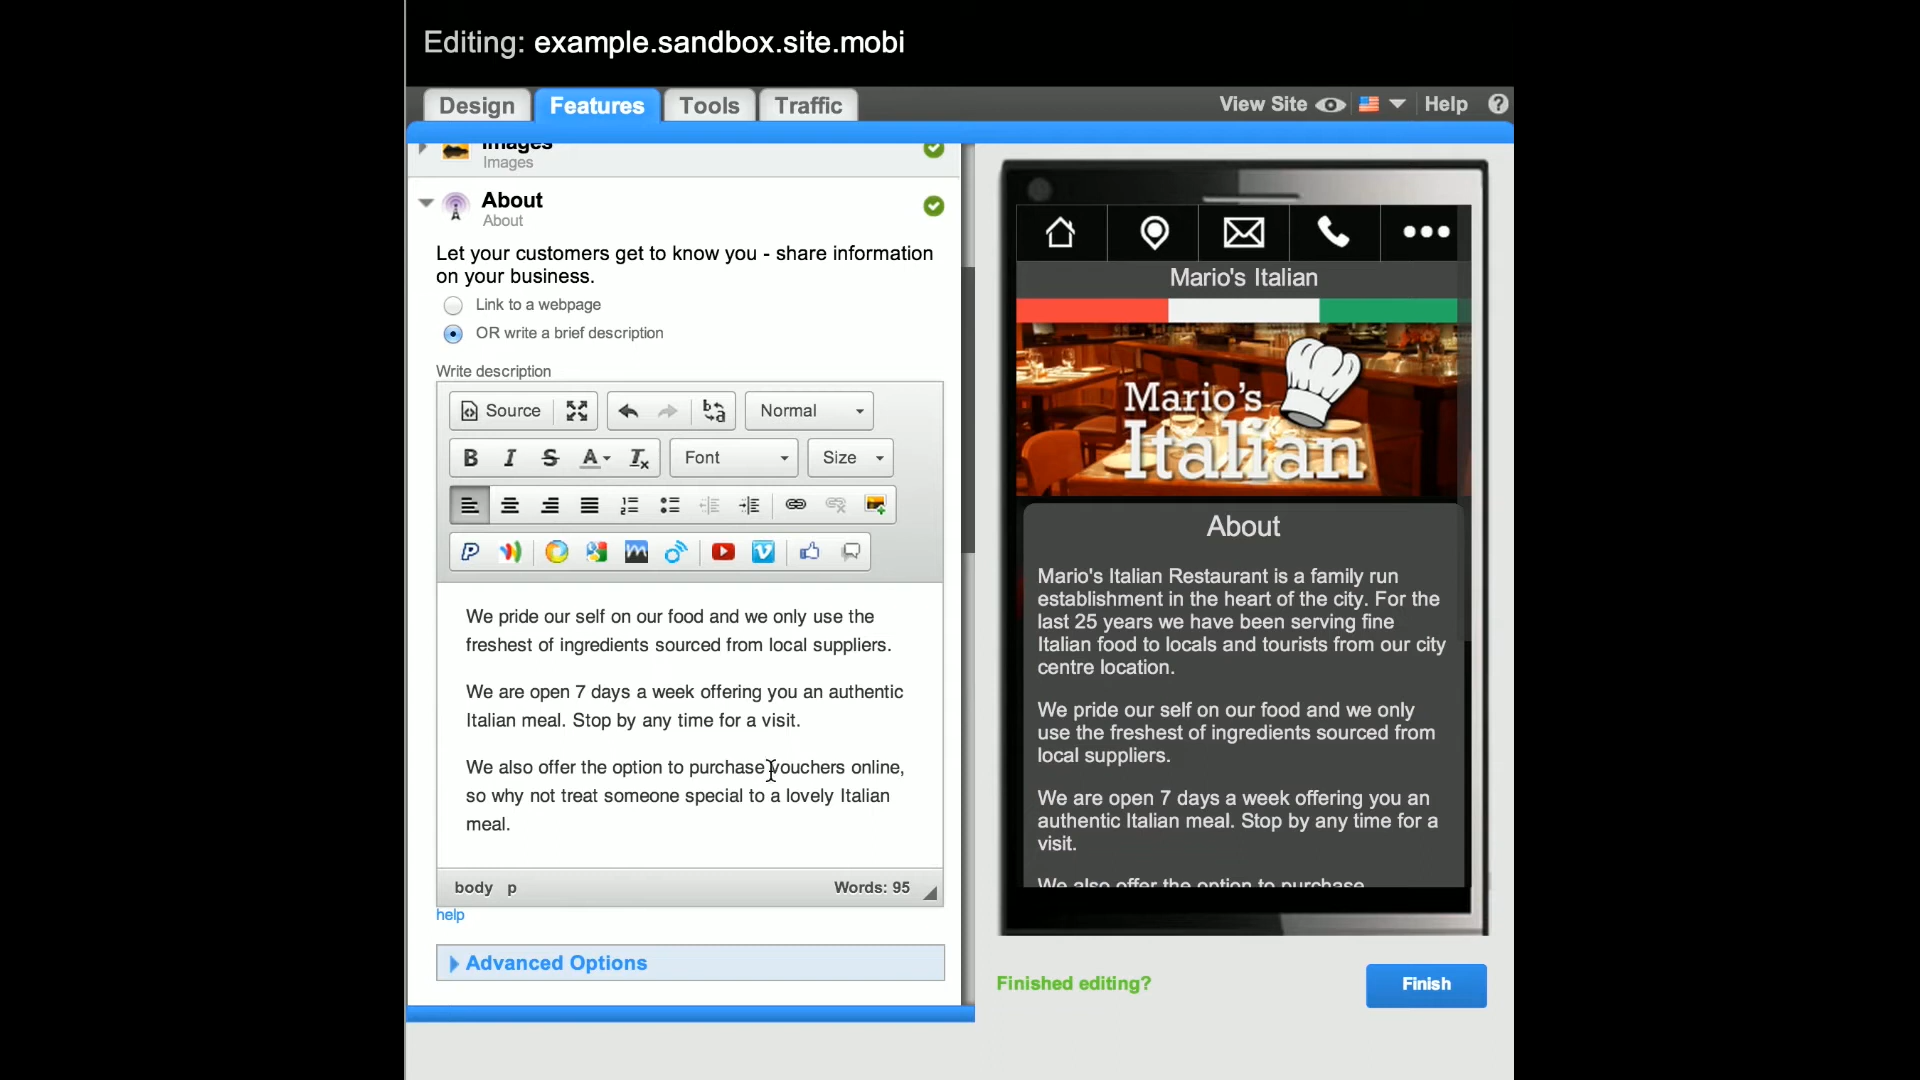 Editing: example.sandbox.site.mobi
Design
Features
Tools
Traffic
View Site
Help
?
Images
Images
About
About
Let your customers get to know you - share information
on your business.
Link to a webpage
OR write a brief description
Write description
Source
Normal
B
I
S
A
Tx
Font
Size
We pride our self on our food and we only use the
freshest of ingredients sourced from local suppliers.
We are open 7 days a week offering you an authentic
Italian meal. Stop by any time for a visit.
We also offer the option to purchase vouchers online,
so why not treat someone special to a lovely Italian
meal.
body p
Words: 95
help
Advanced Options
Mario's Italian
Mario's
Italian
About
Mario's Italian Restaurant is a family run
establishment in the heart of the city. For the
last 25 years we have been serving fine
Italian food to locals and tourists from our city
centre location.
We pride our self on our food and we only
use the freshest of ingredients sourced from
local suppliers.
We are open 7 days a week offering you an
authentic Italian meal. Stop by any time for a
visit.
We also offer the option to purchase
Finished editing?
Finish